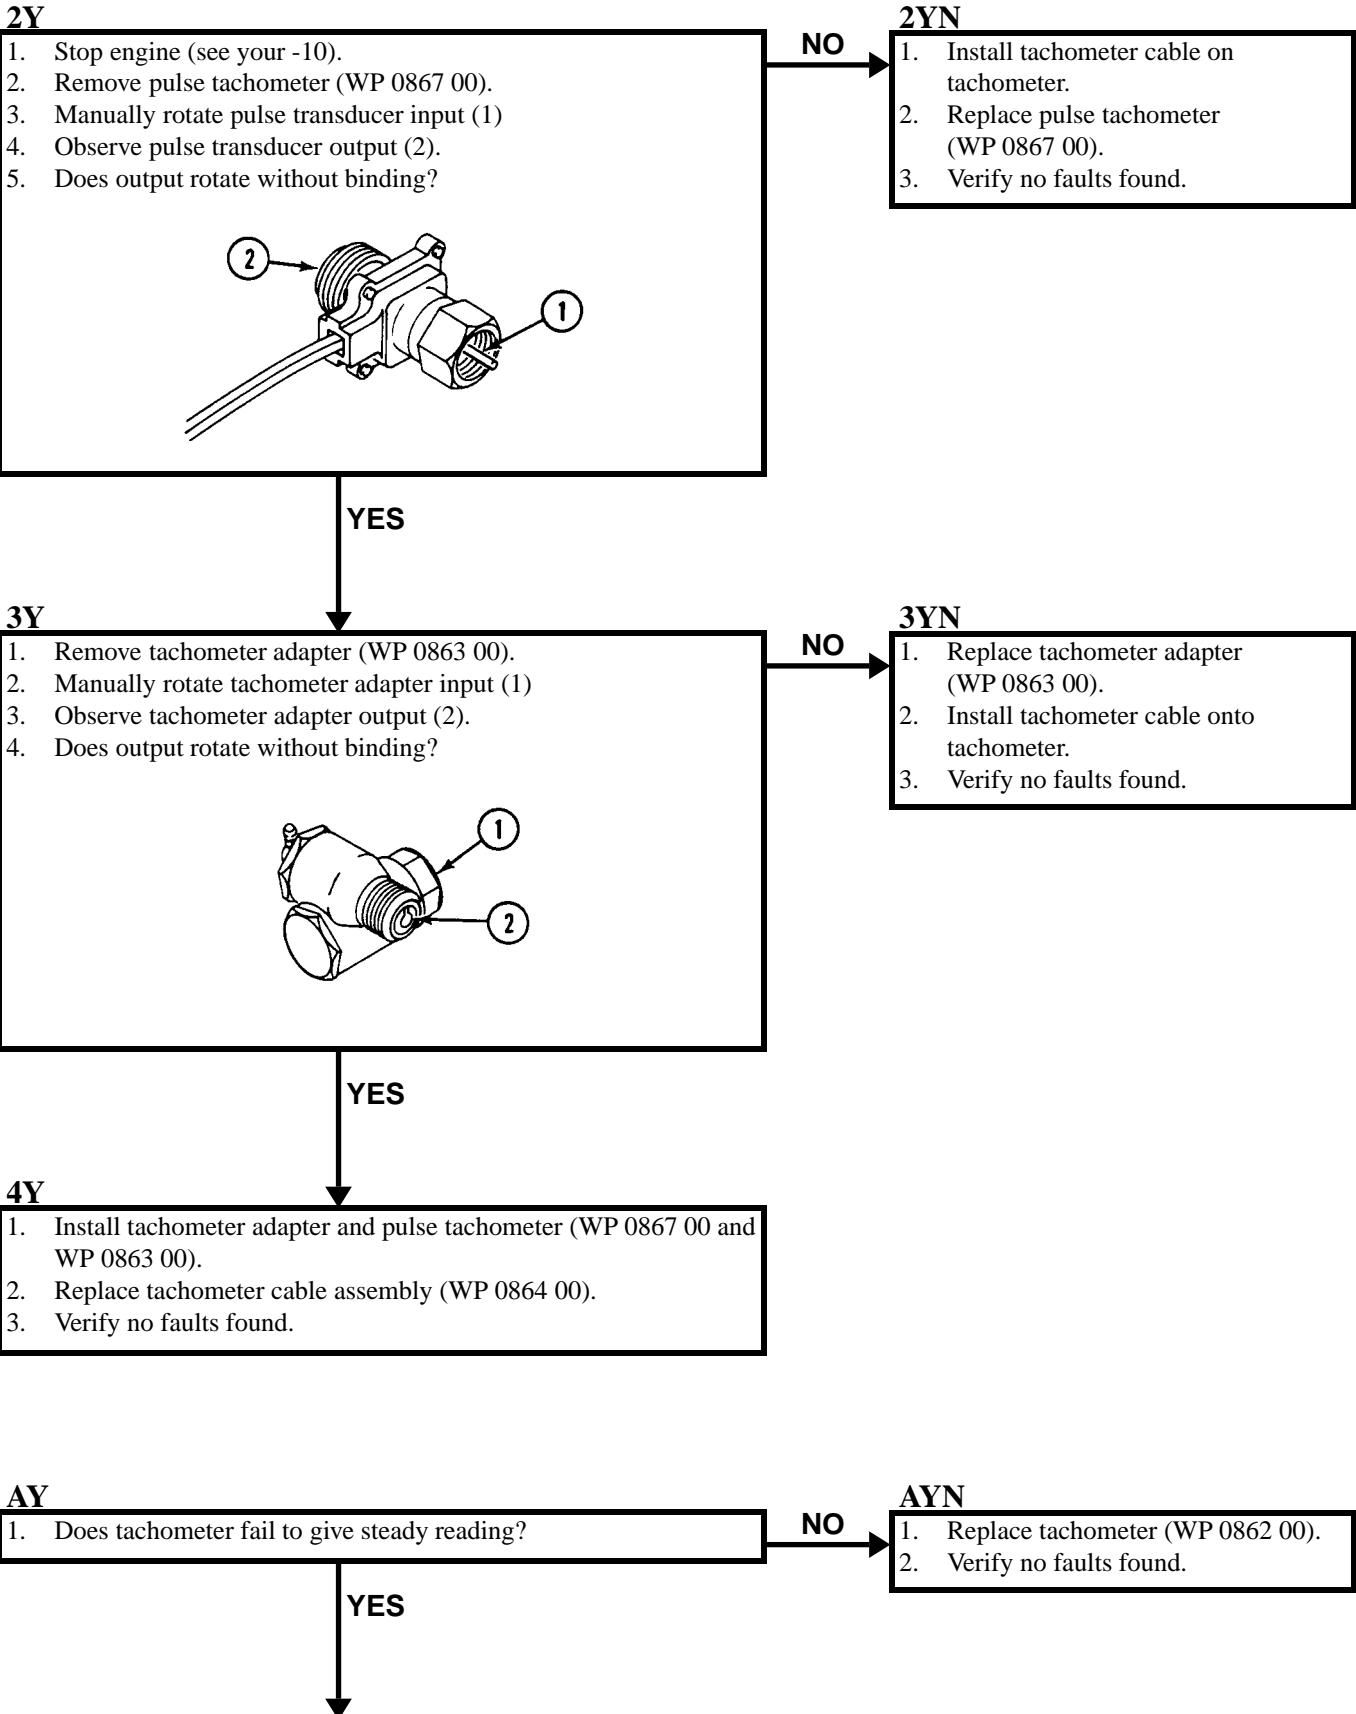 2Y
1. Stop engine (see your -10).
2. Remove pulse tachometer (WP 0867 00).
3. Manually rotate pulse transducer input (1)
4. Observe pulse transducer output (2).
5. Does output rotate without binding?
2
1
NO
2YN
1. Install tachometer cable on
tachometer.
2. Replace pulse tachometer
(WP 0867 00).
3. Verify no faults found.
YES
3Y
1. Remove tachometer adapter (WP 0863 00).
2. Manually rotate tachometer adapter input (1)
3. Observe tachometer adapter output (2).
4. Does output rotate without binding?
1
2
NO
3YN
1. Replace tachometer adapter
(WP 0863 00).
2. Install tachometer cable onto
tachometer.
3. Verify no faults found.
YES
4Y
1. Install tachometer adapter and pulse tachometer (WP 0867 00 and
WP 0863 00).
2. Replace tachometer cable assembly (WP 0864 00).
3. Verify no faults found.
AY
1. Does tachometer fail to give steady reading?
NO
AYN
1. Replace tachometer (WP 0862 00).
2. Verify no faults found.
YES